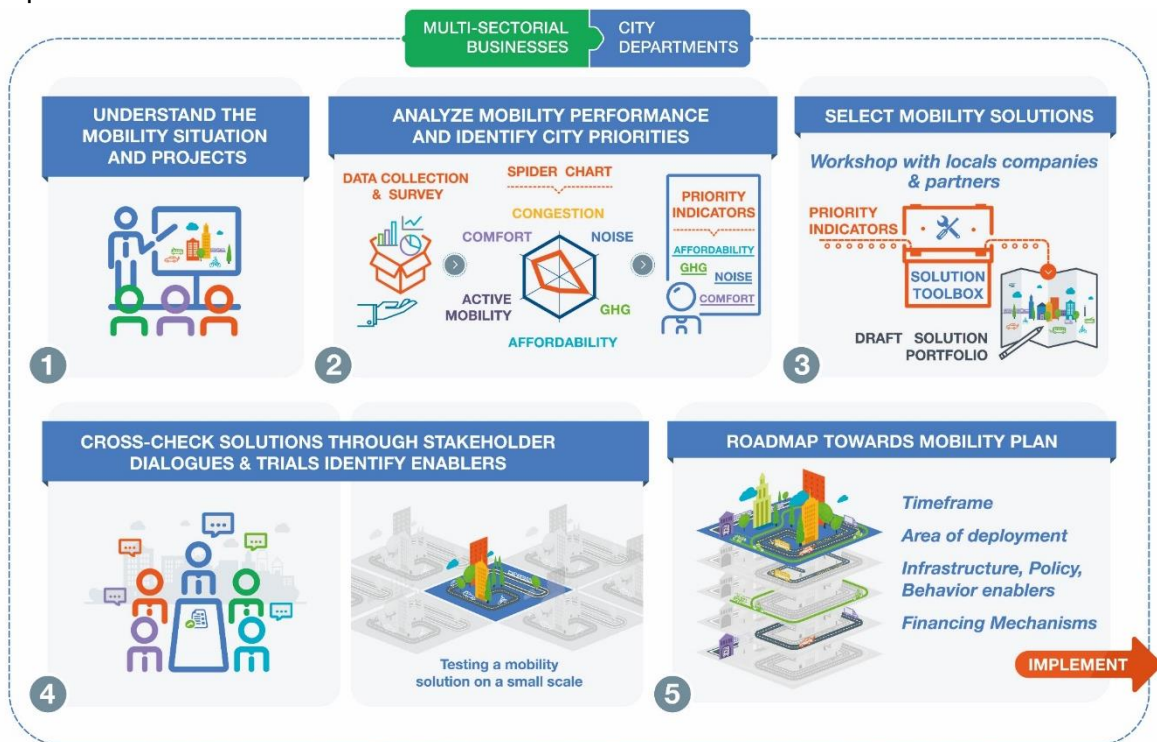 MULTI-SECTORIAL
BUSINESSES
CITY
DEPARTMENTS
UNDERSTAND THE
MOBILITY SITUATION
AND PROJECTS
1
ANALYZE MOBILITY PERFORMANCE
AND IDENTIFY CITY PRIORITIES
DATA COLLECTION
& SURVEY
SPIDER CHART
CONGESTION
COMFORT
NOISE
ACTIVE
MOBILITY
GHG
AFFORDABILITY
PRIORITY
INDICATORS
AFFORDABILITY
GHG
NOISE
COMFORT
2
SELECT MOBILITY SOLUTIONS
Workshop with locals companies
& partners
PRIORITY
INDICATORS
SOLUTION
TOOLBOX
DRAFT SOLUTION
PORTFOLIO
3
CROSS-CHECK SOLUTIONS THROUGH STAKEHOLDER
DIALOGUES & TRIALS IDENTIFY ENABLERS
Testing a mobility
solution on a small scale
4
ROADMAP TOWARDS MOBILITY PLAN
Timeframe
Area of deployment
Infrastructure, Policy,
Behavior enablers
Financing Mechanisms
5
IMPLEMENT